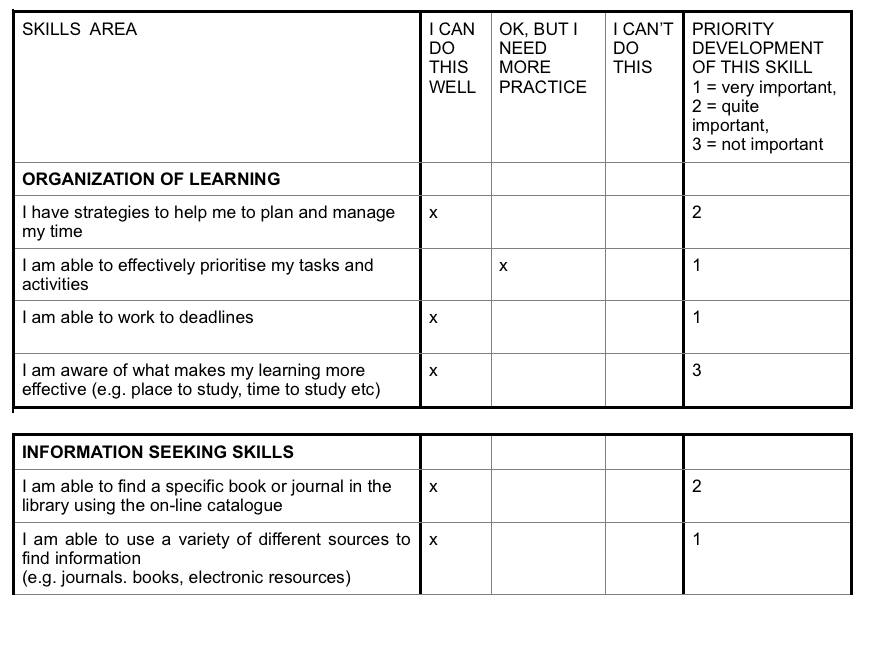 SKILLS AREA
I CAN DO THIS WELL
OK, BUT I NEED MORE PRACTICE
I CAN'T DO THIS
PRIORITY DEVELOPMENT OF THIS SKILL
1 = very important,
2 = quite important,
3 = not important
ORGANIZATION OF LEARNING
I have strategies to help me to plan and manage
my time
x
2
I am able to effectively prioritise my tasks and
activities
x
1
I am able to work to deadlines
x
1
I am aware of what makes my learning more
effective (e.g. place to study, time to study etc)
x
3
INFORMATION SEEKING SKILLS
I am able to find a specific book or journal in the
library using the on-line catalogue
x
2
I am able to use a variety of different sources to
find information
(e.g. journals. books, electronic resources)
x
1